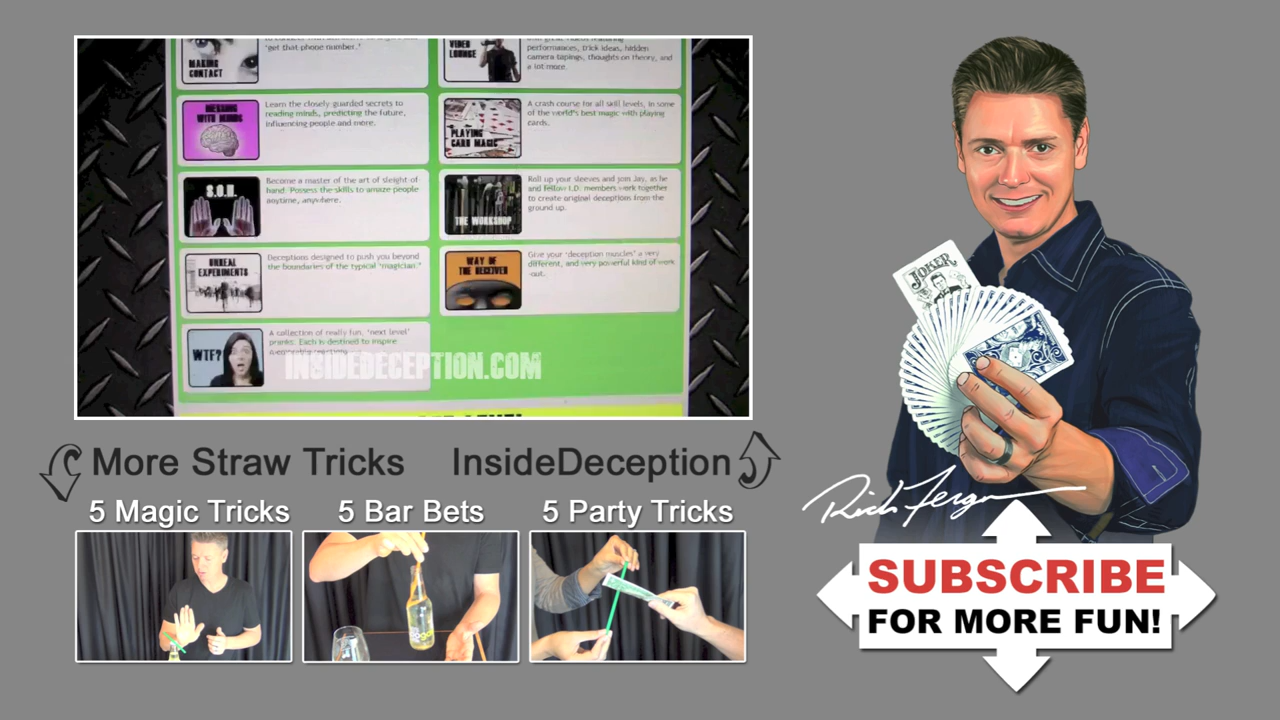 'get that phone number.'
MAKING
CONTACT
VIDEO
LOUNGE
performances, D'ck ideas, hidden
camera tapings, thoughts on theory, and
a lot more.
MESSING
WITH MINDS
Learn the closely guarded secrets to
reading minds, predicting the future,
influencing people and more.
PLAYING
CARD MAGIC
A crash course for all skill levels, in some
of the world's best magic with playing
cards.
S.O.H.
Become a master of the art of sleight-of
hand. Possess the skills to amaze people
anytime, anywhere.
THE WORKSHOP
Roll up your sleeves and join Jay, as he
and fellow I.D. members work together
to create original deceptions from the
ground up.
UNREAL
EXPERIMENTS
Deceptions designed to push you beyond
the boundaries of the typical 'magician.'
WAY OF
THE DECEIVER
Give your 'deception muscles' a very
different, and very powerful kind of work
-out.
WTF?
A collection of really fun, 'next level'
pranks. Each is destined to inspire
INSIDEDECEPTION.COM
JOKER
More Straw Tricks
InsideDeception
5 Magic Tricks
5 Bar Bets
5 Party Tricks
Rich Ferguson
SUBSCRIBE
FOR MORE FUN!